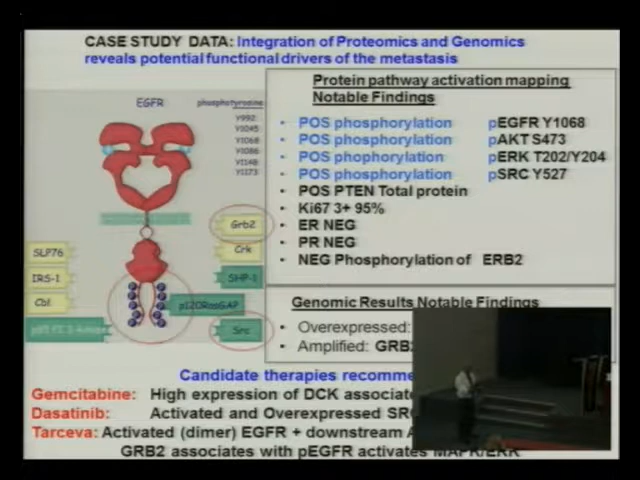 CASE STUDY DATA: Integration of Proteomics and Genomics
reveals potential functional drivers of the metastasis
Protein pathway activation mapping
Notable Findings
• POS phosphorylation pEGFR Y1068
• POS phosphorylation pAKT S473
• POS phophorylation pERK T202/Y204
• POS phosphorylation pSRC Y527
• POS PTEN Total protein
• Ki67 3+ 95%
• ER NEG
• PR NEG
• NEG Phosphorylation of ERB2
EGFR
phosphotyrosine
Y992
Y1045
Y1068
Y1086
Y1148
Y1173
Grb2
Crk
SHP-1
p120RasGAP
Src
SLP76
IRS-1
Cbl
Genomic Results Notable Findings
• Overexpressed:
• Amplified: GRB
Candidate therapies recomme
Gemcitabine: High expression of DCK associate
Dasatinib: Activated and Overexpressed SR
Tarceva: Activated (dimer) EGFR + downstream
GRB2 associates with pEGFR activates MAPK/ERK